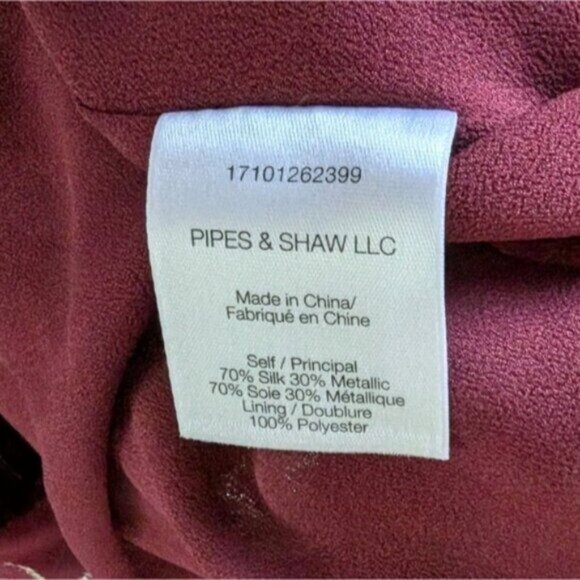 17101262399
PIPES & SHAW LLC
Made in China/
Fabriqué en Chine
Self / Principal
70% Silk 30% Metallic
70% Soie 30% Métallique
Lining / Doublure
100% Polyester